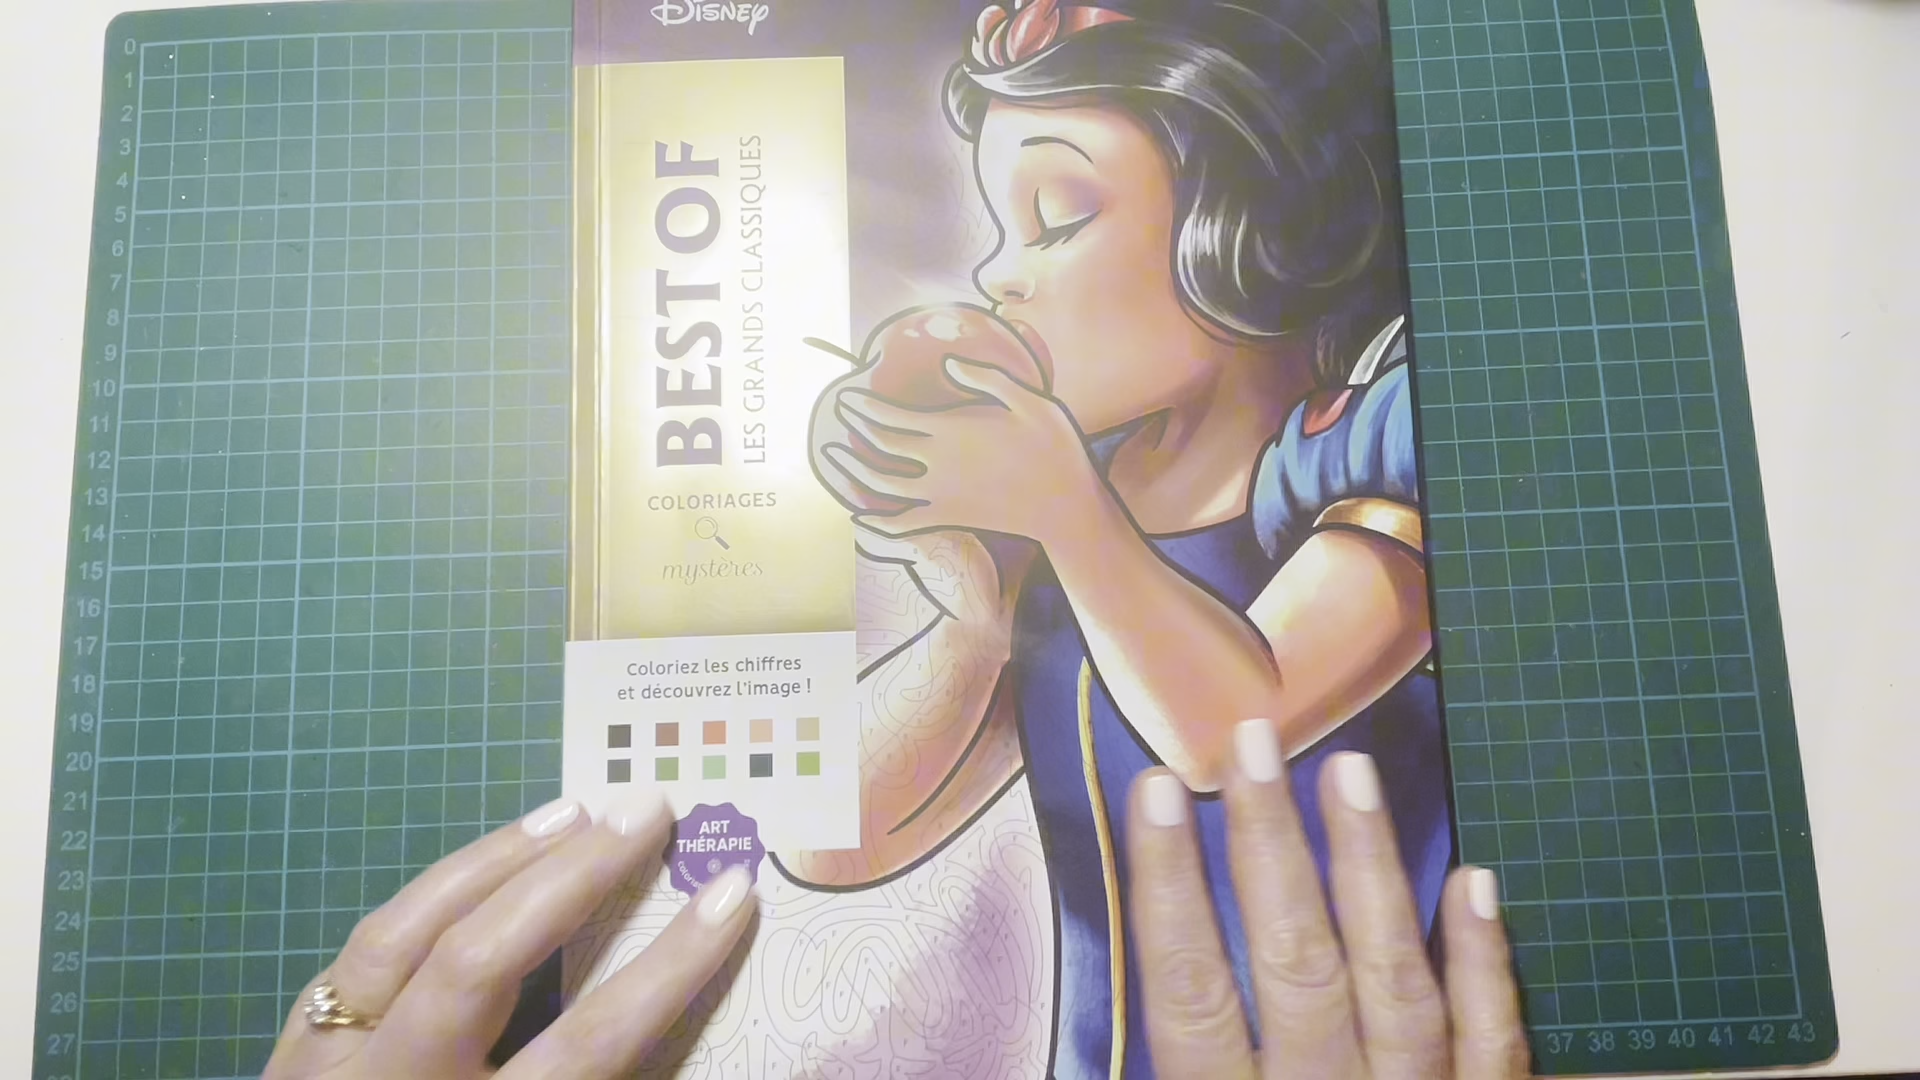 Disney
BEST OF
LES GRANDS CLASSIQUES
COLORIAGES
mystères
Coloriez les chiffres
et découvrez l'image !
ART
THÉRAPIE
0
1
2
3
4
5
6
7
8
9
10
11
12
13
14
15
16
17
18
19
20
21
22
23
24
25
26
27
37 38 39 40 41 42 43